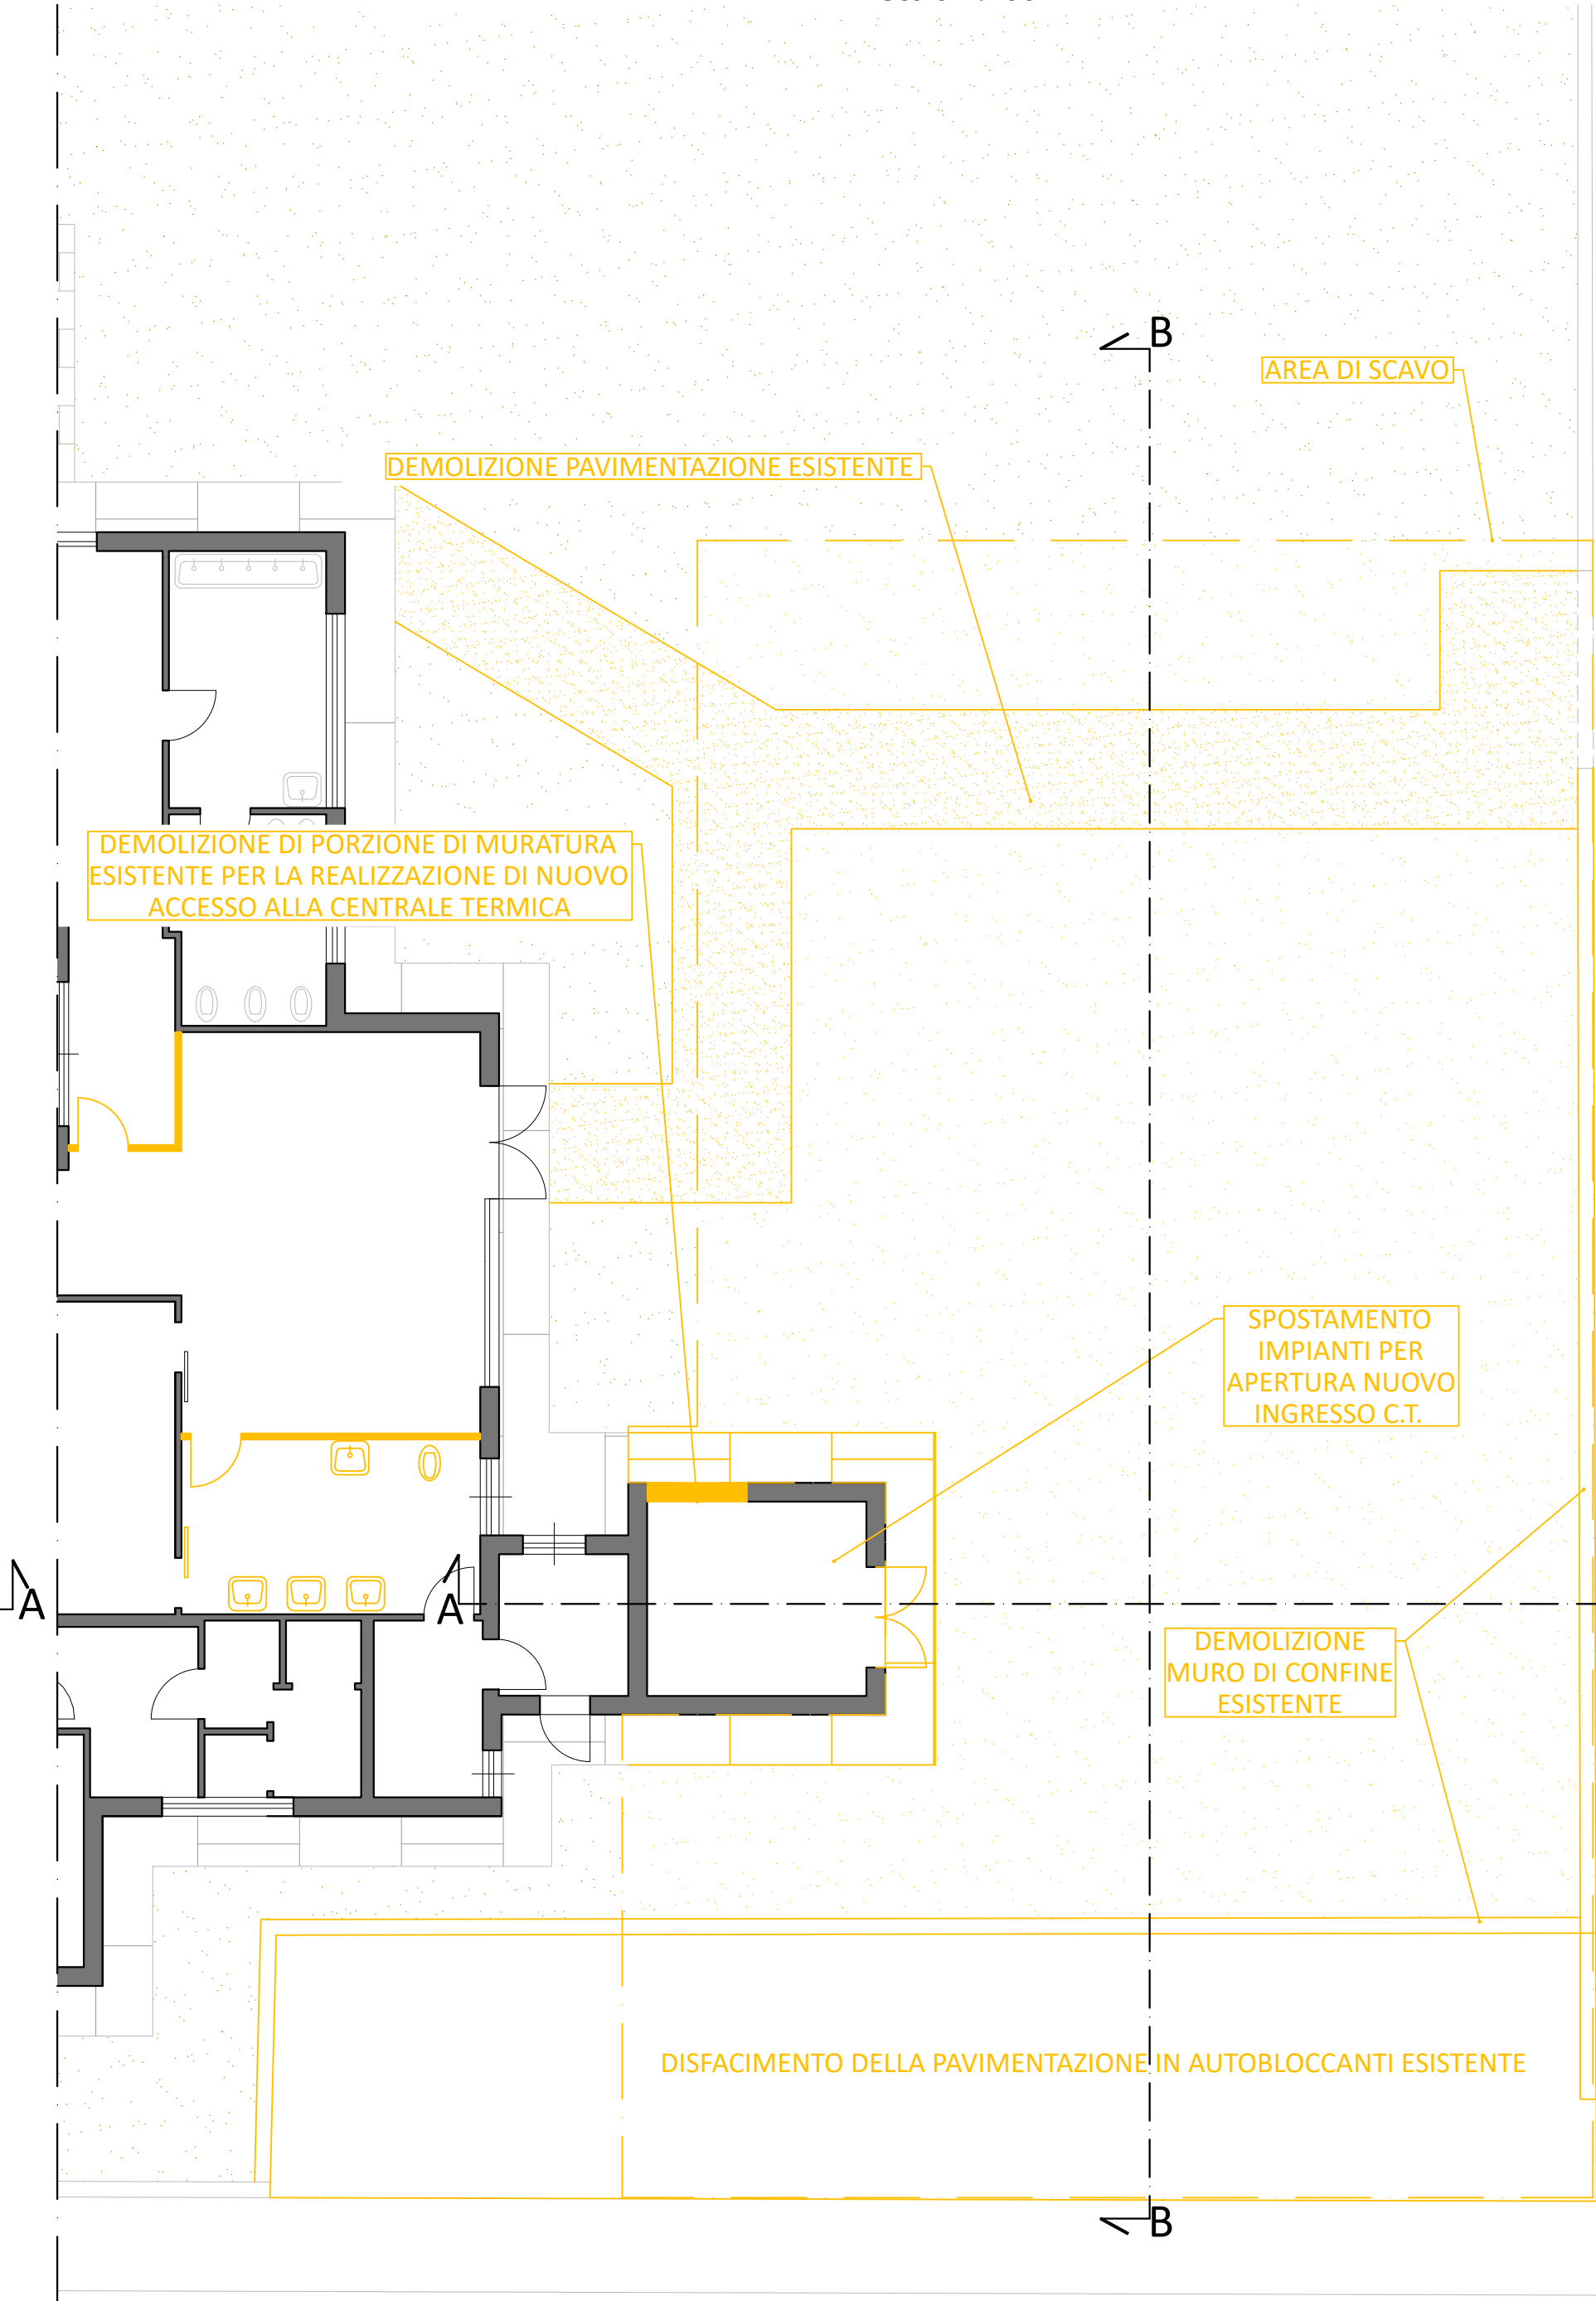 B
AREA DI SCAVO
DEMOLIZIONE PAVIMENTAZIONE ESISTENTE
DEMOLIZIONE DI PORZIONE DI MURATURA
ESISTENTE PER LA REALIZZAZIONE DI NUOVO
ACCESSO ALLA CENTRALE TERMICA
SPOSTAMENTO
IMPIANTI PER
APERTURA NUOVO
INGRESSO C.T.
A
A
DEMOLIZIONE
MURO DI CONFINE
ESISTENTE
DISFACIMENTO DELLA PAVIMENTAZIONE IN AUTOBLOCCANTI ESISTENTE
B